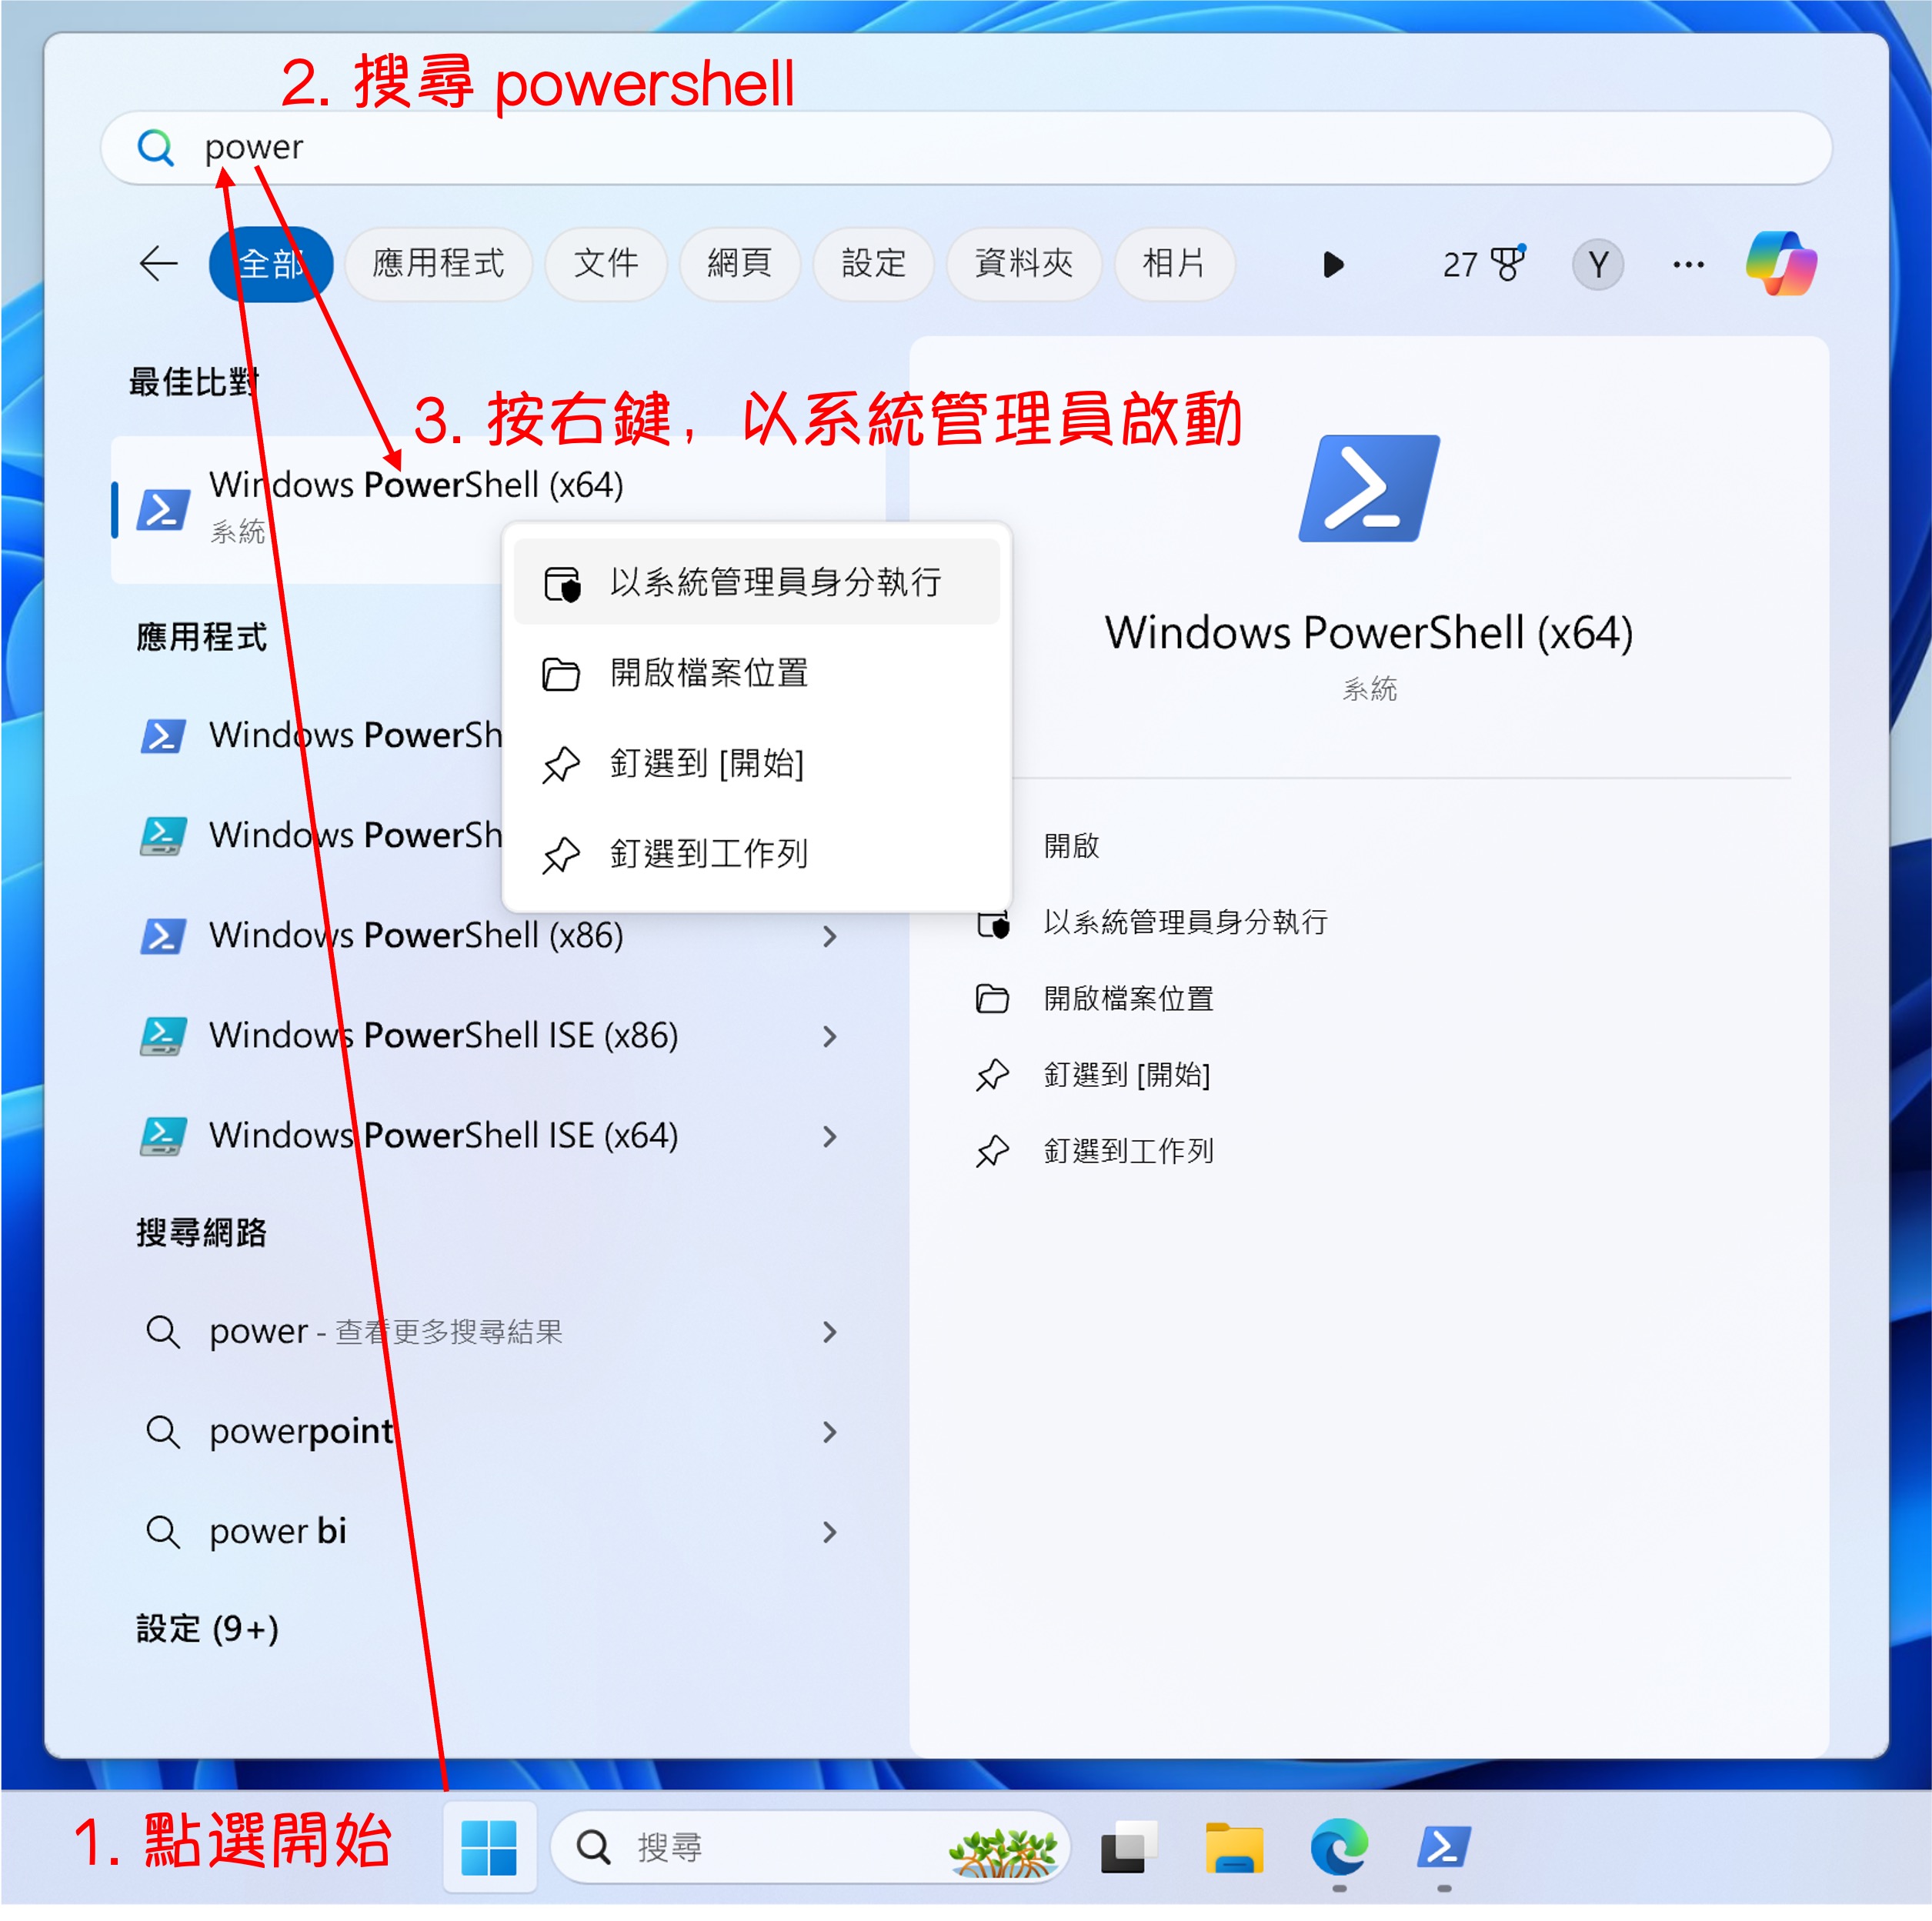 2. 搜尋 powershell
power
全部 應用程式 文件 網頁 設定 資料夾 相片 27 Y
最佳比對
3. 按右鍵，以系統管理員啟動
Windows PowerShell (x64)
系統
以系統管理員身分執行
開啟檔案位置
釘選到 [開始]
釘選到工作列
應用程式
Windows PowerSh
Windows PowerSh
Windows PowerShell (x86)
Windows PowerShell ISE (x86)
Windows PowerShell ISE (x64)
搜尋網路
power - 查看更多搜尋結果
powerpoint
power bi
設定 (9+)
Windows PowerShell (x64)
系統
開啟
以系統管理員身分執行
開啟檔案位置
釘選到 [開始]
釘選到工作列
1. 點選開始
搜尋